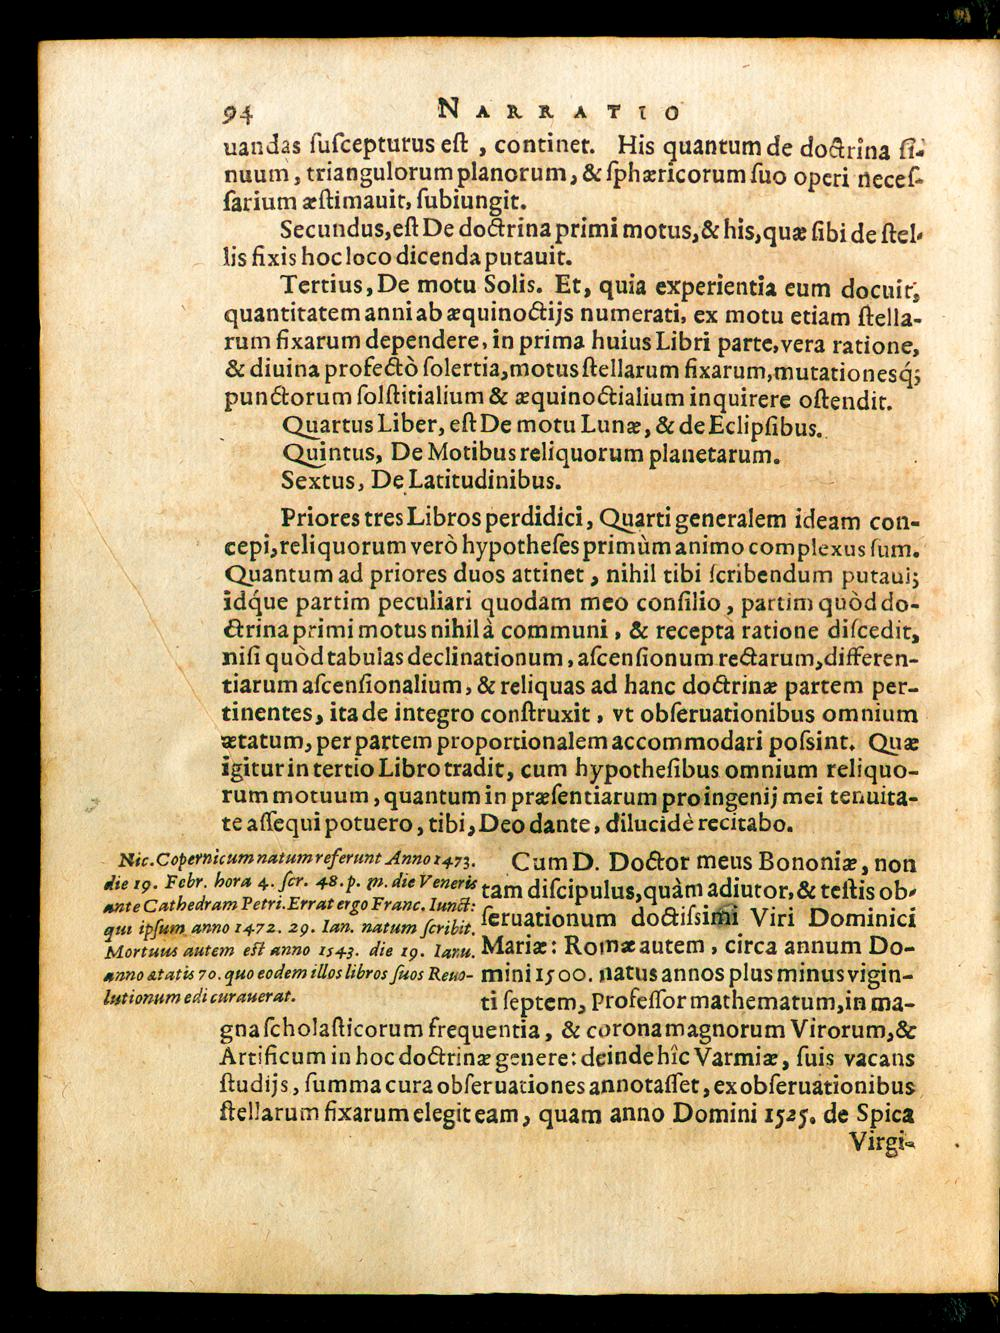 94 NARRATIO
uandas ſuſcepturus eſt, continet. His quantum de doctrina ſi-
nuum, triangulorum planorum, & ſphæricorum ſuo operi neceſ-
ſarium æſtimauit, ſubiungit.
Secundus, eſt De doctrina primi motus, & his, quæ ſibi de ſtel-
lis fixis hoc loco dicenda putauit.
Tertius, De motu Solis. Et, quia experientia eum docuit,
quantitatem anni ab æquinoctijs numerati, ex motu etiam ſtella-
rum fixarum dependere, in prima huius Libri parte, vera ratione,
& diuina profectò ſolertia, motus ſtellarum fixarum, mutationesq́;
punctorum ſolſtitialium & æquinoctialium inquirere oſtendit.
Quartus Liber, eſt De motu Lunæ, & de Eclipſibus.
Quintus, De Motibus reliquorum planetarum.
Sextus, De Latitudinibus.
Priores tres Libros perdidici, Quarti generalem ideam con-
cepi, reliquorum verò hypotheſes primùm animo complexus ſum.
Quantum ad priores duos attinet, nihil tibi ſcribendum putaui;
idq́ue partim peculiari quodam meo conſilio, partim quòd do-
ctrina primi motus nihil à communi, & recepta ratione diſcedit,
niſi quòd tabulas declinationum, aſcenſionum rectarum, differen-
tiarum aſcenſionalium, & reliquas ad hanc doctrinæ partem per-
tinentes, ita de integro conſtruxit, vt obſeruationibus omnium
ætatum, per partem proportionalem accommodari poſsint. Quæ
igitur in tertio Libro tradit, cum hypotheſibus omnium reliquo-
rum motuum, quantum in præſentiarum pro ingenij mei tenuita-
te aſſequi potuero, tibi, Deo dante, dilucidè recitabo.
Nic. Copernicum natum referunt Anno 1473.
die 19. Febr. hora 4. ſcr. 48. p. m. die Veneris
ante Cathedram Petri. Errat ergo Franc. Iunct:
qui ipſum anno 1472. 29. Ian. natum ſcribit.
Mortuus autem eſt anno 1543. die 19. Ianu.
anno ætatis 70. quo eodem illos libros ſuos Reuo-
lutionum edi curauerat.
Cum D. Doctor meus Bononiæ, non
tam diſcipulus, quàm adiutor, & teſtis ob-
ſeruationum doctiſsimi Viri Dominici
Mariæ: Romæ autem, circa annum Do-
mini 1500. natus annos plus minus vigin-
ti ſeptem, Profeſſor mathematum, in ma-
gna ſcholaſticorum frequentia, & corona magnorum Virorum, &
Artificum in hoc doctrinæ genere: deinde hîc Varmiæ, ſuis vacans
ſtudijs, ſumma cura obſeruationes annotaſſet, ex obſeruationibus
ſtellarum fixarum elegit eam, quam anno Domini 1525. de Spica
Virgi-